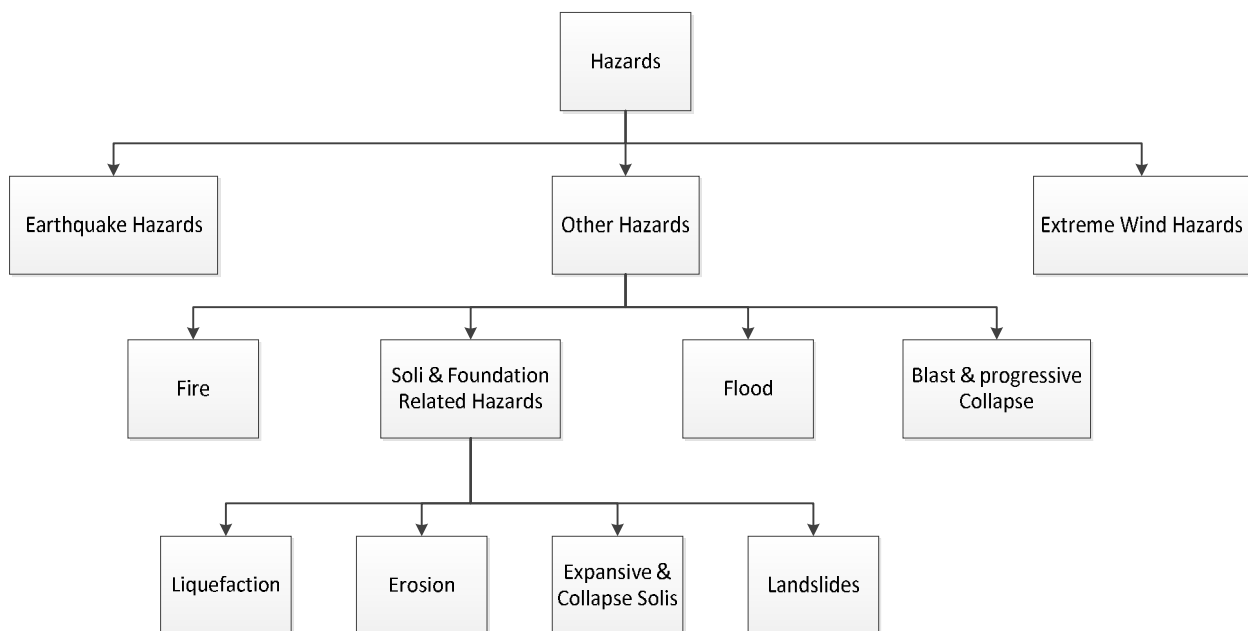 Hazards
Earthquake Hazards
Other Hazards
Extreme Wind Hazards
Fire
Soli & Foundation
Related Hazards
Flood
Blast & progressive
Collapse
Liquefaction
Erosion
Expansive &
Collapse Solis
Landslides